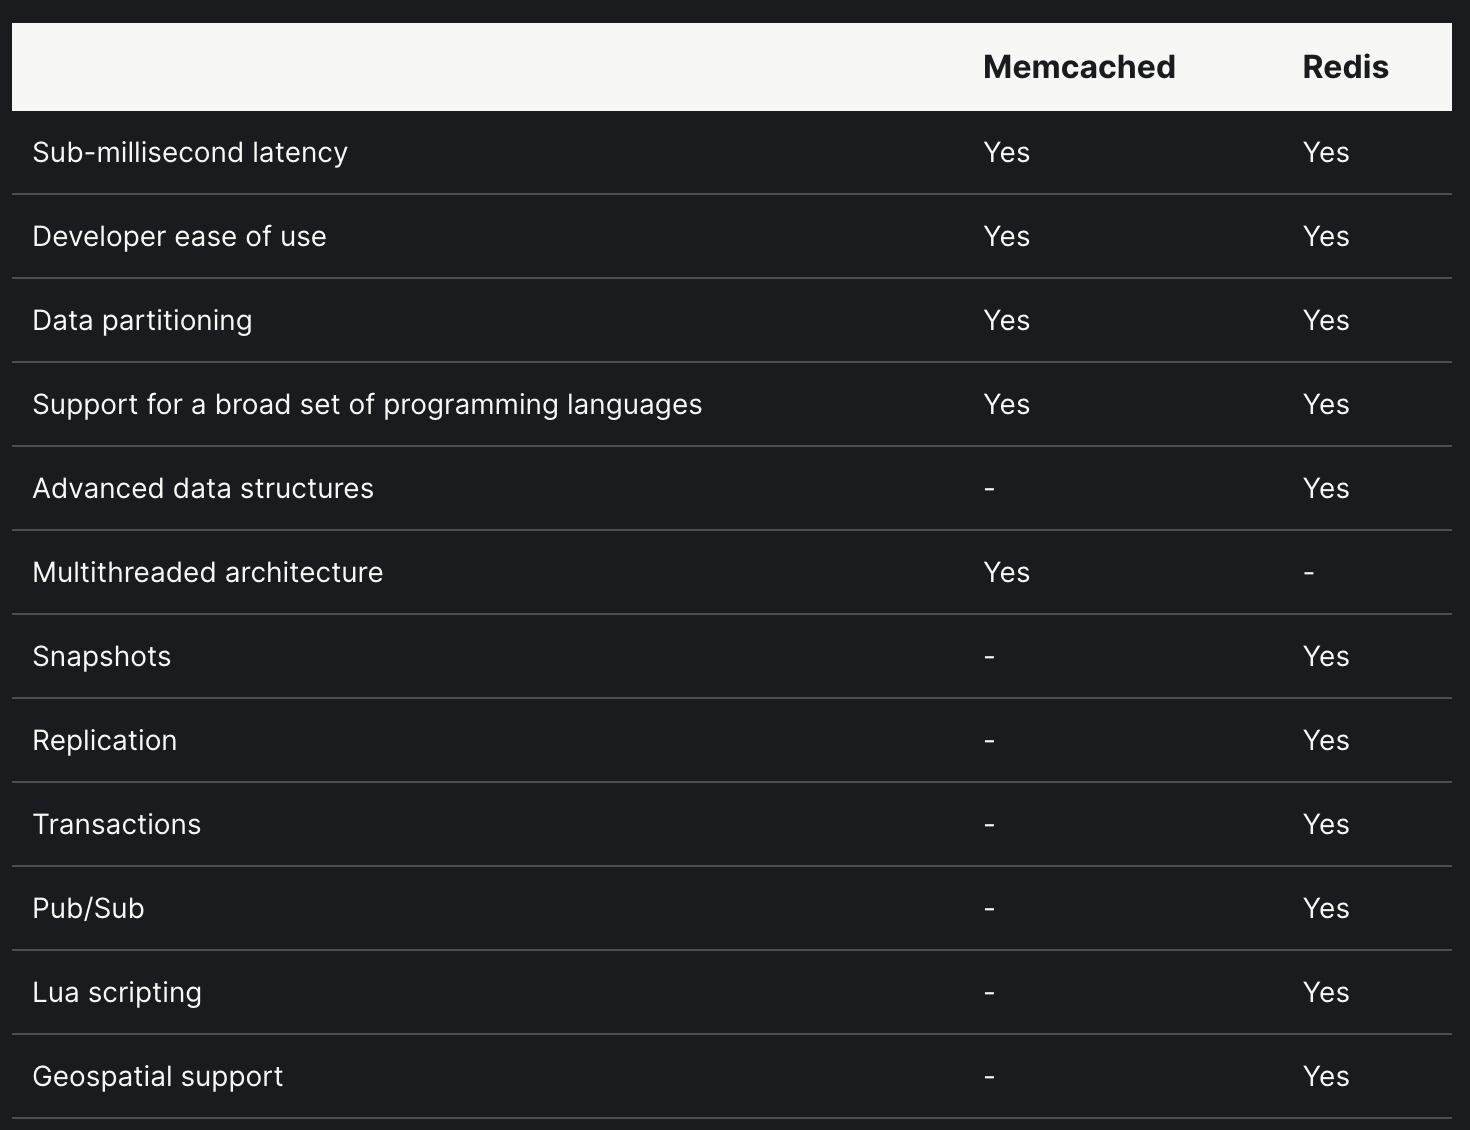 Memcached Redis
Sub-millisecond latency Yes Yes
Developer ease of use Yes Yes
Data partitioning Yes Yes
Support for a broad set of programming languages Yes Yes
Advanced data structures - Yes
Multithreaded architecture Yes -
Snapshots - Yes
Replication - Yes
Transactions - Yes
Pub/Sub - Yes
Lua scripting - Yes
Geospatial support - Yes